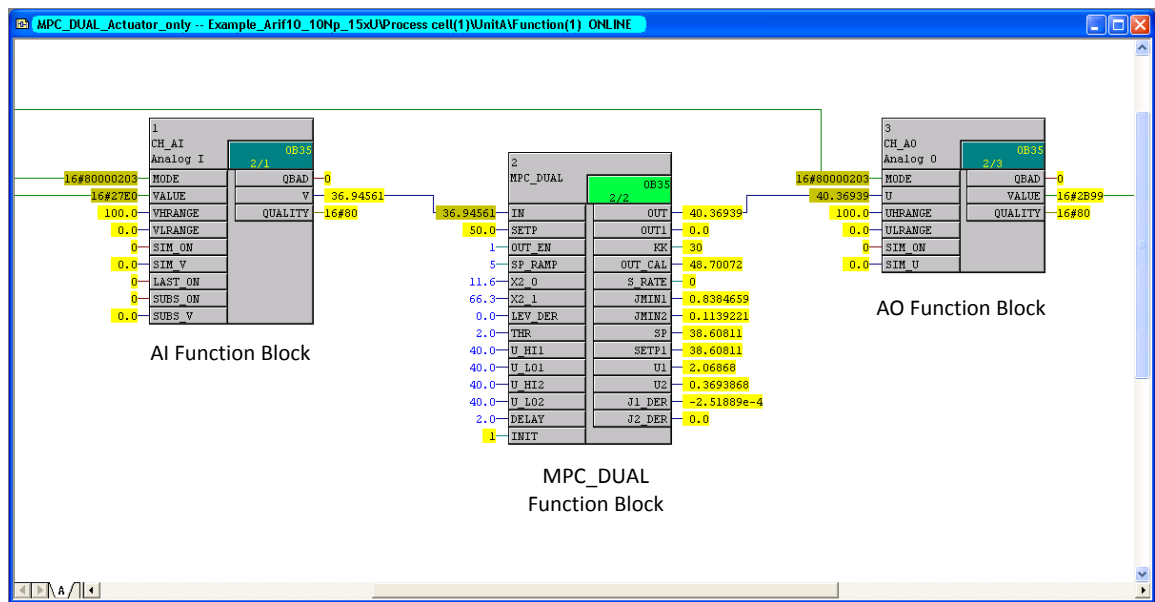 MPC_DUAL_Actuator_only -- Example_Arif10_10Np_15xU\Process cell(1)\UnitA\Function(1) ONLINE
1
CH_AI
Analog I
OB35
2/1
16#80000203 MODE QBAD 0
16#27E0 VALUE V 36.94561
100.0 VHRANGE QUALITY 16#80
0.0 VLRANGE
0 SIM_ON
0.0 SIM_V
0 LAST_ON
0 SUBS_ON
0.0 SUBS_V
AI Function Block
2
MPC_DUAL
OB35
2/2
36.94561 IN OUT 40.36939
50.0 SETP OUT1 0.0
1 OUT_EN KK 30
5 SP_RAMP OUT_CAL 48.70072
11.6 X2_0 S_RATE 0
66.3 X2_1 JMIN1 0.8384659
0.0 LEV_DER JMIN2 0.1139221
2.0 THR SP 38.60811
40.0 U_HI1 SETP1 38.60811
40.0 U_LO1 U1 2.06868
40.0 U_HI2 U2 0.3693868
40.0 U_LO2 J1_DER -2.51889e-4
2.0 DELAY J2_DER 0.0
1 INIT
MPC_DUAL
Function Block
3
CH_AO
Analog O
OB35
2/3
16#80000203 MODE QBAD 0
40.36939 U VALUE 16#2B99
100.0 UHRANGE QUALITY 16#80
0.0 ULRANGE
0 SIM_ON
0.0 SIM_U
AO Function Block
A